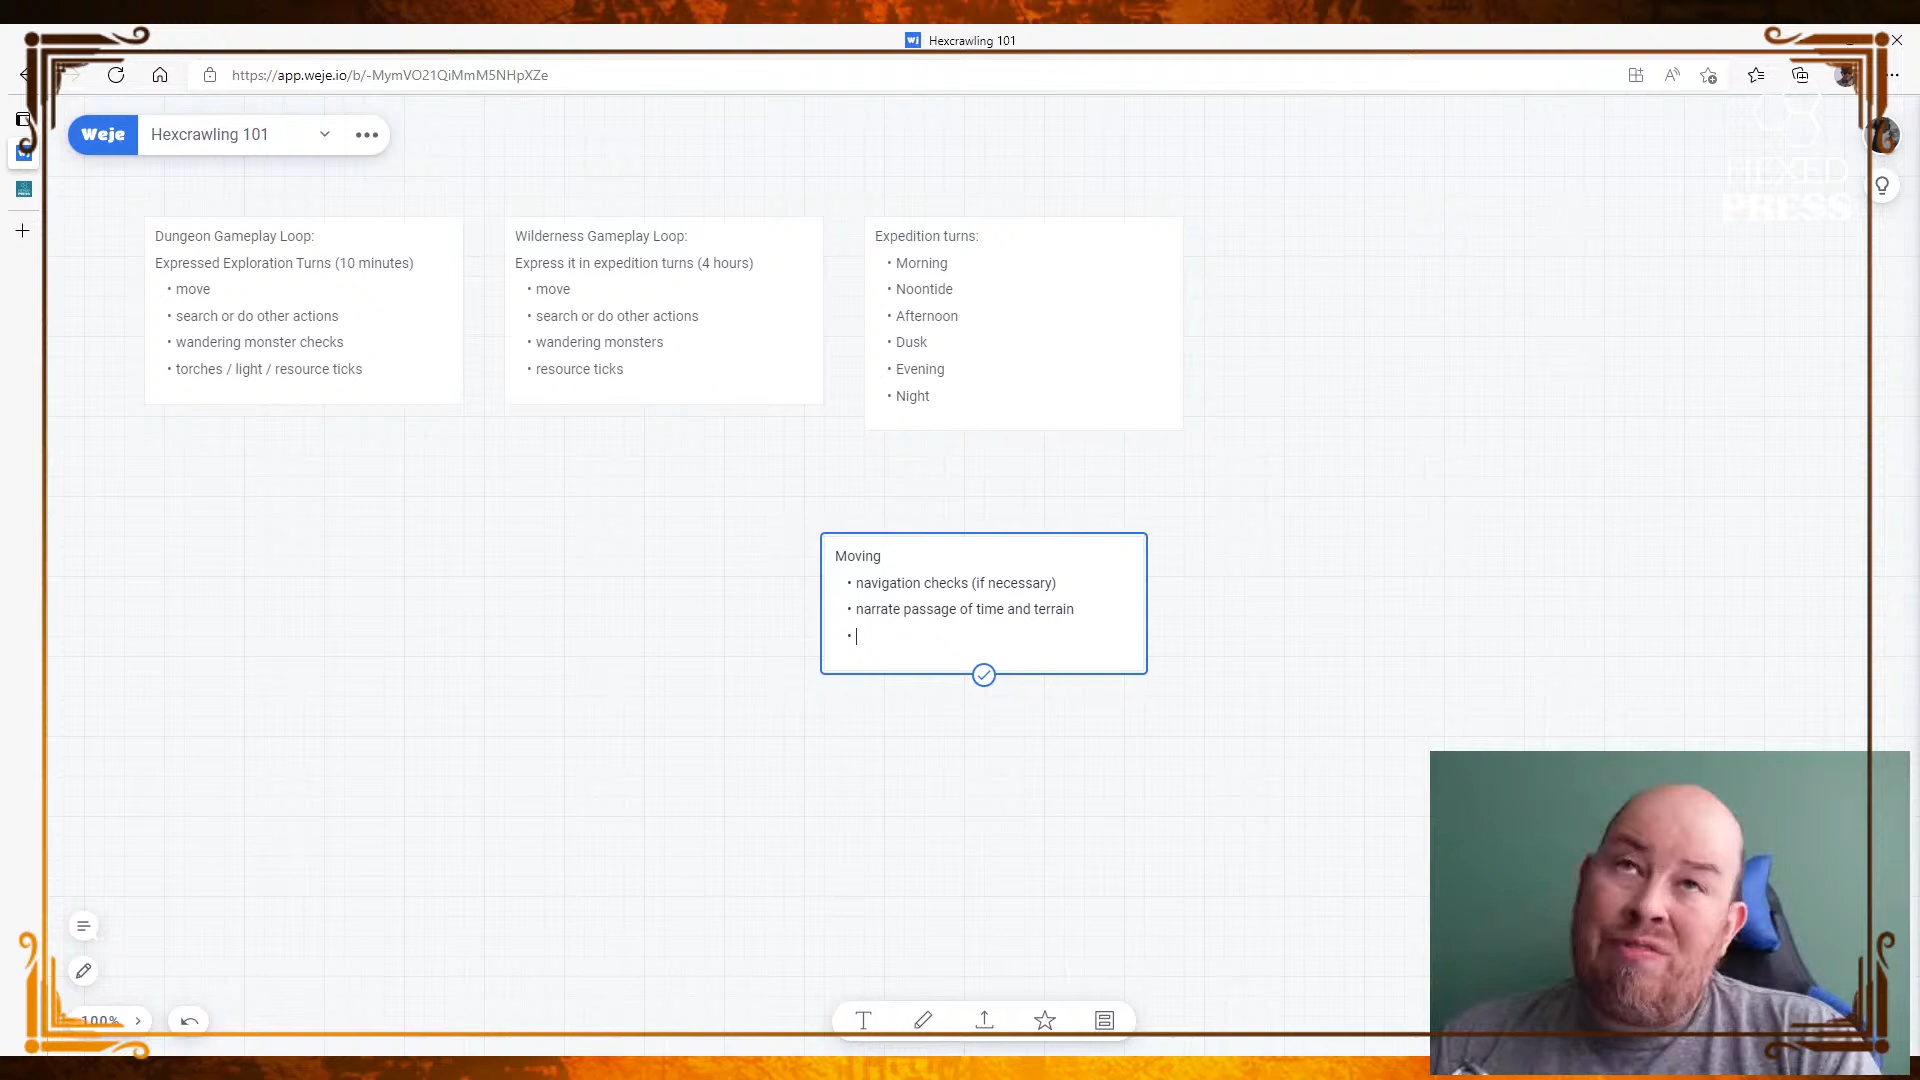 Hexcrawling 101
https://app.weje.io/b/-MymVO21QiMmM5NHpXZe
Weje
Hexcrawling 101
HEXED
PRESS
Dungeon Gameplay Loop:
Expressed Exploration Turns (10 minutes)
• move
• search or do other actions
• wandering monster checks
• torches / light / resource ticks
Wilderness Gameplay Loop:
Express it in expedition turns (4 hours)
• move
• search or do other actions
• wandering monsters
• resource ticks
Expedition turns:
• Morning
• Noontide
• Afternoon
• Dusk
• Evening
• Night
Moving
• navigation checks (if necessary)
• narrate passage of time and terrain
•
100%